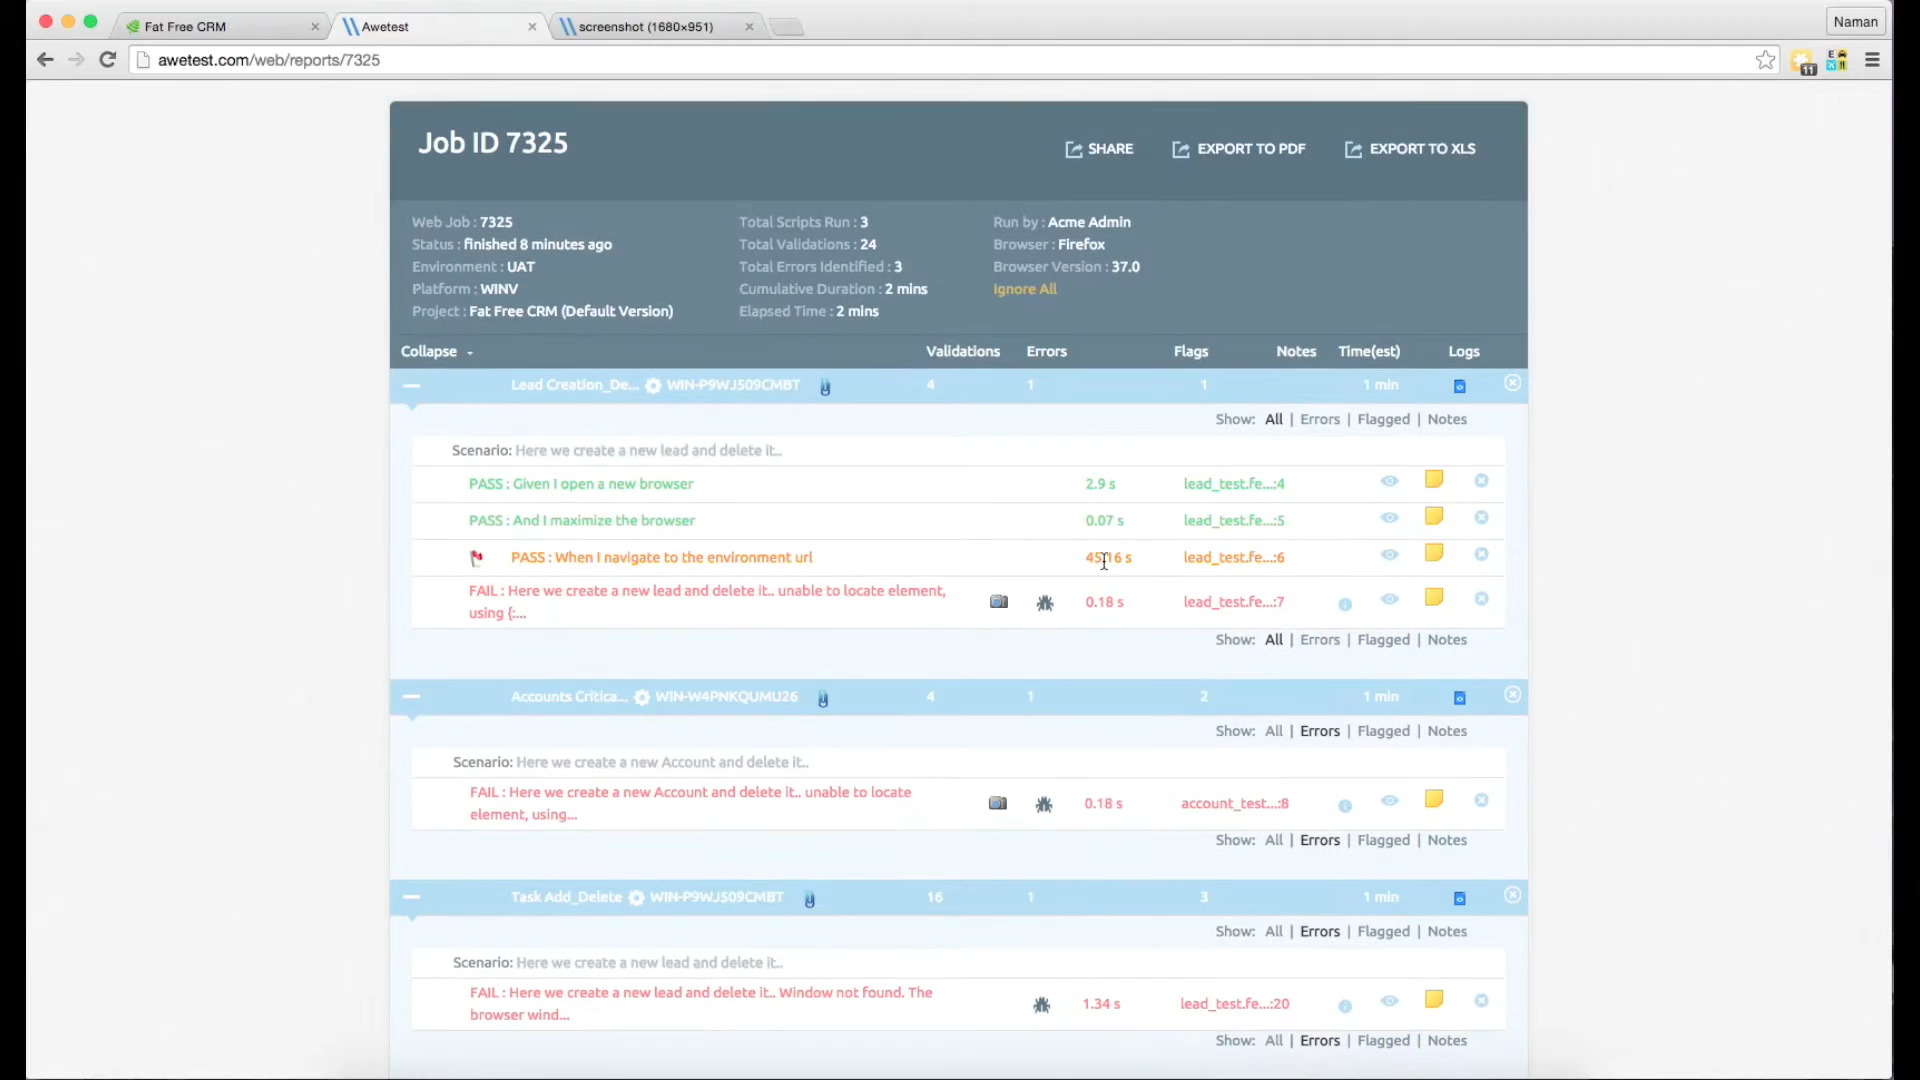 Fat Free CRM
Awetest
screenshot (1680×951)
Naman
awetest.com/web/reports/7325
11
Job ID 7325
SHARE
EXPORT TO PDF
EXPORT TO XLS
Web Job : 7325
Status : finished 8 minutes ago
Environment : UAT
Platform : WINV
Project : Fat Free CRM (Default Version)
Total Scripts Run : 3
Total Validations : 24
Total Errors Identified : 3
Cumulative Duration : 2 mins
Elapsed Time : 2 mins
Run by : Acme Admin
Browser : Firefox
Browser Version : 37.0
Ignore All
Collapse Validations Errors Flags Notes Time(est) Logs
Lead Creation_De... WIN-P9WJ509CMBT 4 1 1 1 min
Show: All | Errors | Flagged | Notes
Scenario: Here we create a new lead and delete it..
PASS : Given I open a new browser 2.9 s lead_test.fe...:4
PASS : And I maximize the browser 0.07 s lead_test.fe...:5
PASS : When I navigate to the environment url 45.16 s lead_test.fe...:6
FAIL : Here we create a new lead and delete it.. unable to locate element,
using {:... 0.18 s lead_test.fe...:7
Show: All | Errors | Flagged | Notes
Accounts Critica... WIN-W4PNKQUMU26 4 1 2 1 min
Show: All | Errors | Flagged | Notes
Scenario: Here we create a new Account and delete it..
FAIL : Here we create a new Account and delete it.. unable to locate
element, using... 0.18 s account_test...:8
Show: All | Errors | Flagged | Notes
Task Add_Delete WIN-P9WJ509CMBT 16 1 3 1 min
Show: All | Errors | Flagged | Notes
Scenario: Here we create a new lead and delete it..
FAIL : Here we create a new lead and delete it.. Window not found. The
browser wind... 1.34 s lead_test.fe...:20
Show: All | Errors | Flagged | Notes